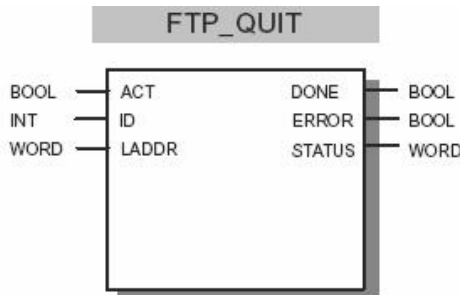 FTP_QUIT
BOOL ACT DONE BOOL
INT ID ERROR BOOL
WORD LADDR STATUS WORD